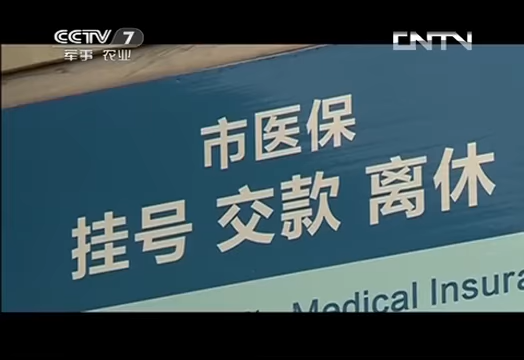 CCTV 7
军事 农业
CNTV
市医保
挂号 交款 离休
Medical Insura